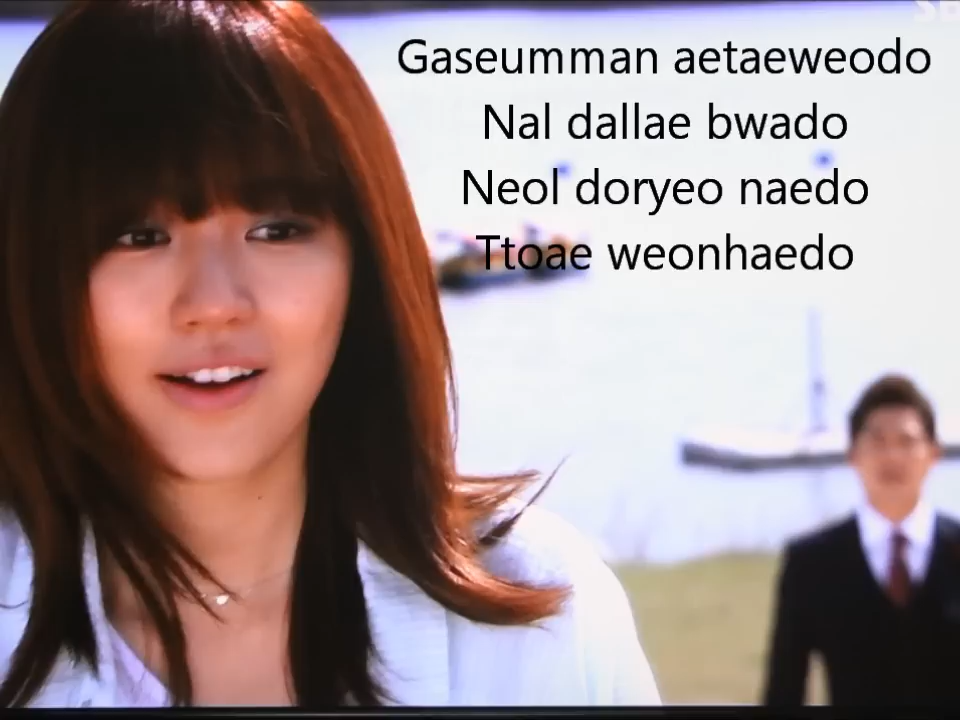 Gaseumman aetaeweodo
Nal dallae bwado
Neol doryeo naedo
Ttoae weonhaedo